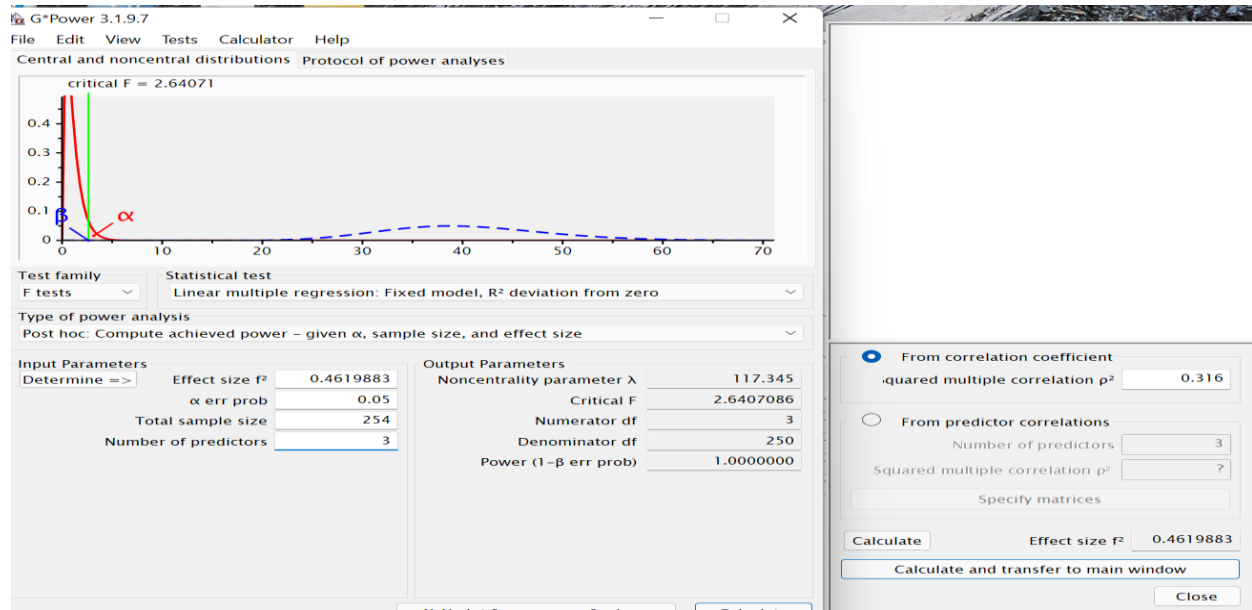 G*Power 3.1.9.7
File Edit View Tests Calculator Help
Central and noncentral distributions Protocol of power analyses
critical F = 2.64071
0.4
0.3
0.2
0.1
0
β
α
0 10 20 30 40 50 60 70
Test family Statistical test
F tests Linear multiple regression: Fixed model, R² deviation from zero
Type of power analysis
Post hoc: Compute achieved power – given α, sample size, and effect size
Input Parameters
Determine => Effect size f² 0.4619883
α err prob 0.05
Total sample size 254
Number of predictors 3
Output Parameters
Noncentrality parameter λ 117.345
Critical F 2.6407086
Numerator df 3
Denominator df 250
Power (1-β err prob) 1.0000000
From correlation coefficient
quared multiple correlation ρ² 0.316
From predictor correlations
Number of predictors 3
Squared multiple correlation ρ² ?
Specify matrices
Calculate Effect size f² 0.4619883
Calculate and transfer to main window
Close